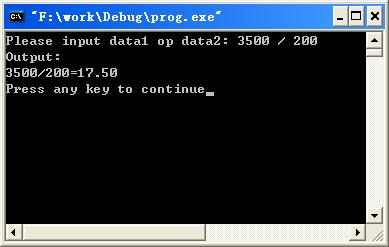 "F:\work\Debug\prog.exe"
Please input data1 op data2: 3500 / 200
Output:
3500/200=17.50
Press any key to continue